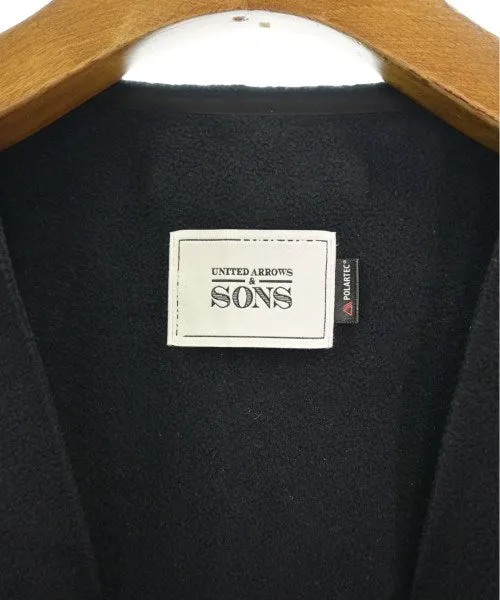 UNITED ARROWS
&
SONS
POLARTEC®